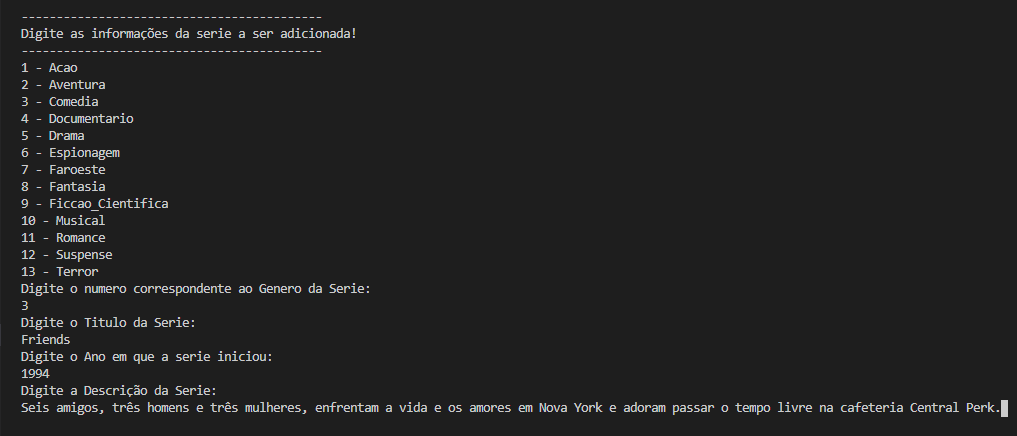 -------------------------------------------
Digite as informações da serie a ser adicionada!
-------------------------------------------
1 - Acao
2 - Aventura
3 - Comedia
4 - Documentario
5 - Drama
6 - Espionagem
7 - Faroeste
8 - Fantasia
9 - Ficcao_Cientifica
10 - Musical
11 - Romance
12 - Suspense
13 - Terror
Digite o numero correspondente ao Genero da Serie:
3
Digite o Titulo da Serie:
Friends
Digite o Ano em que a serie iniciou:
1994
Digite a Descrição da Serie:
Seis amigos, três homens e três mulheres, enfrentam a vida e os amores em Nova York e adoram passar o tempo livre na cafeteria Central Perk.